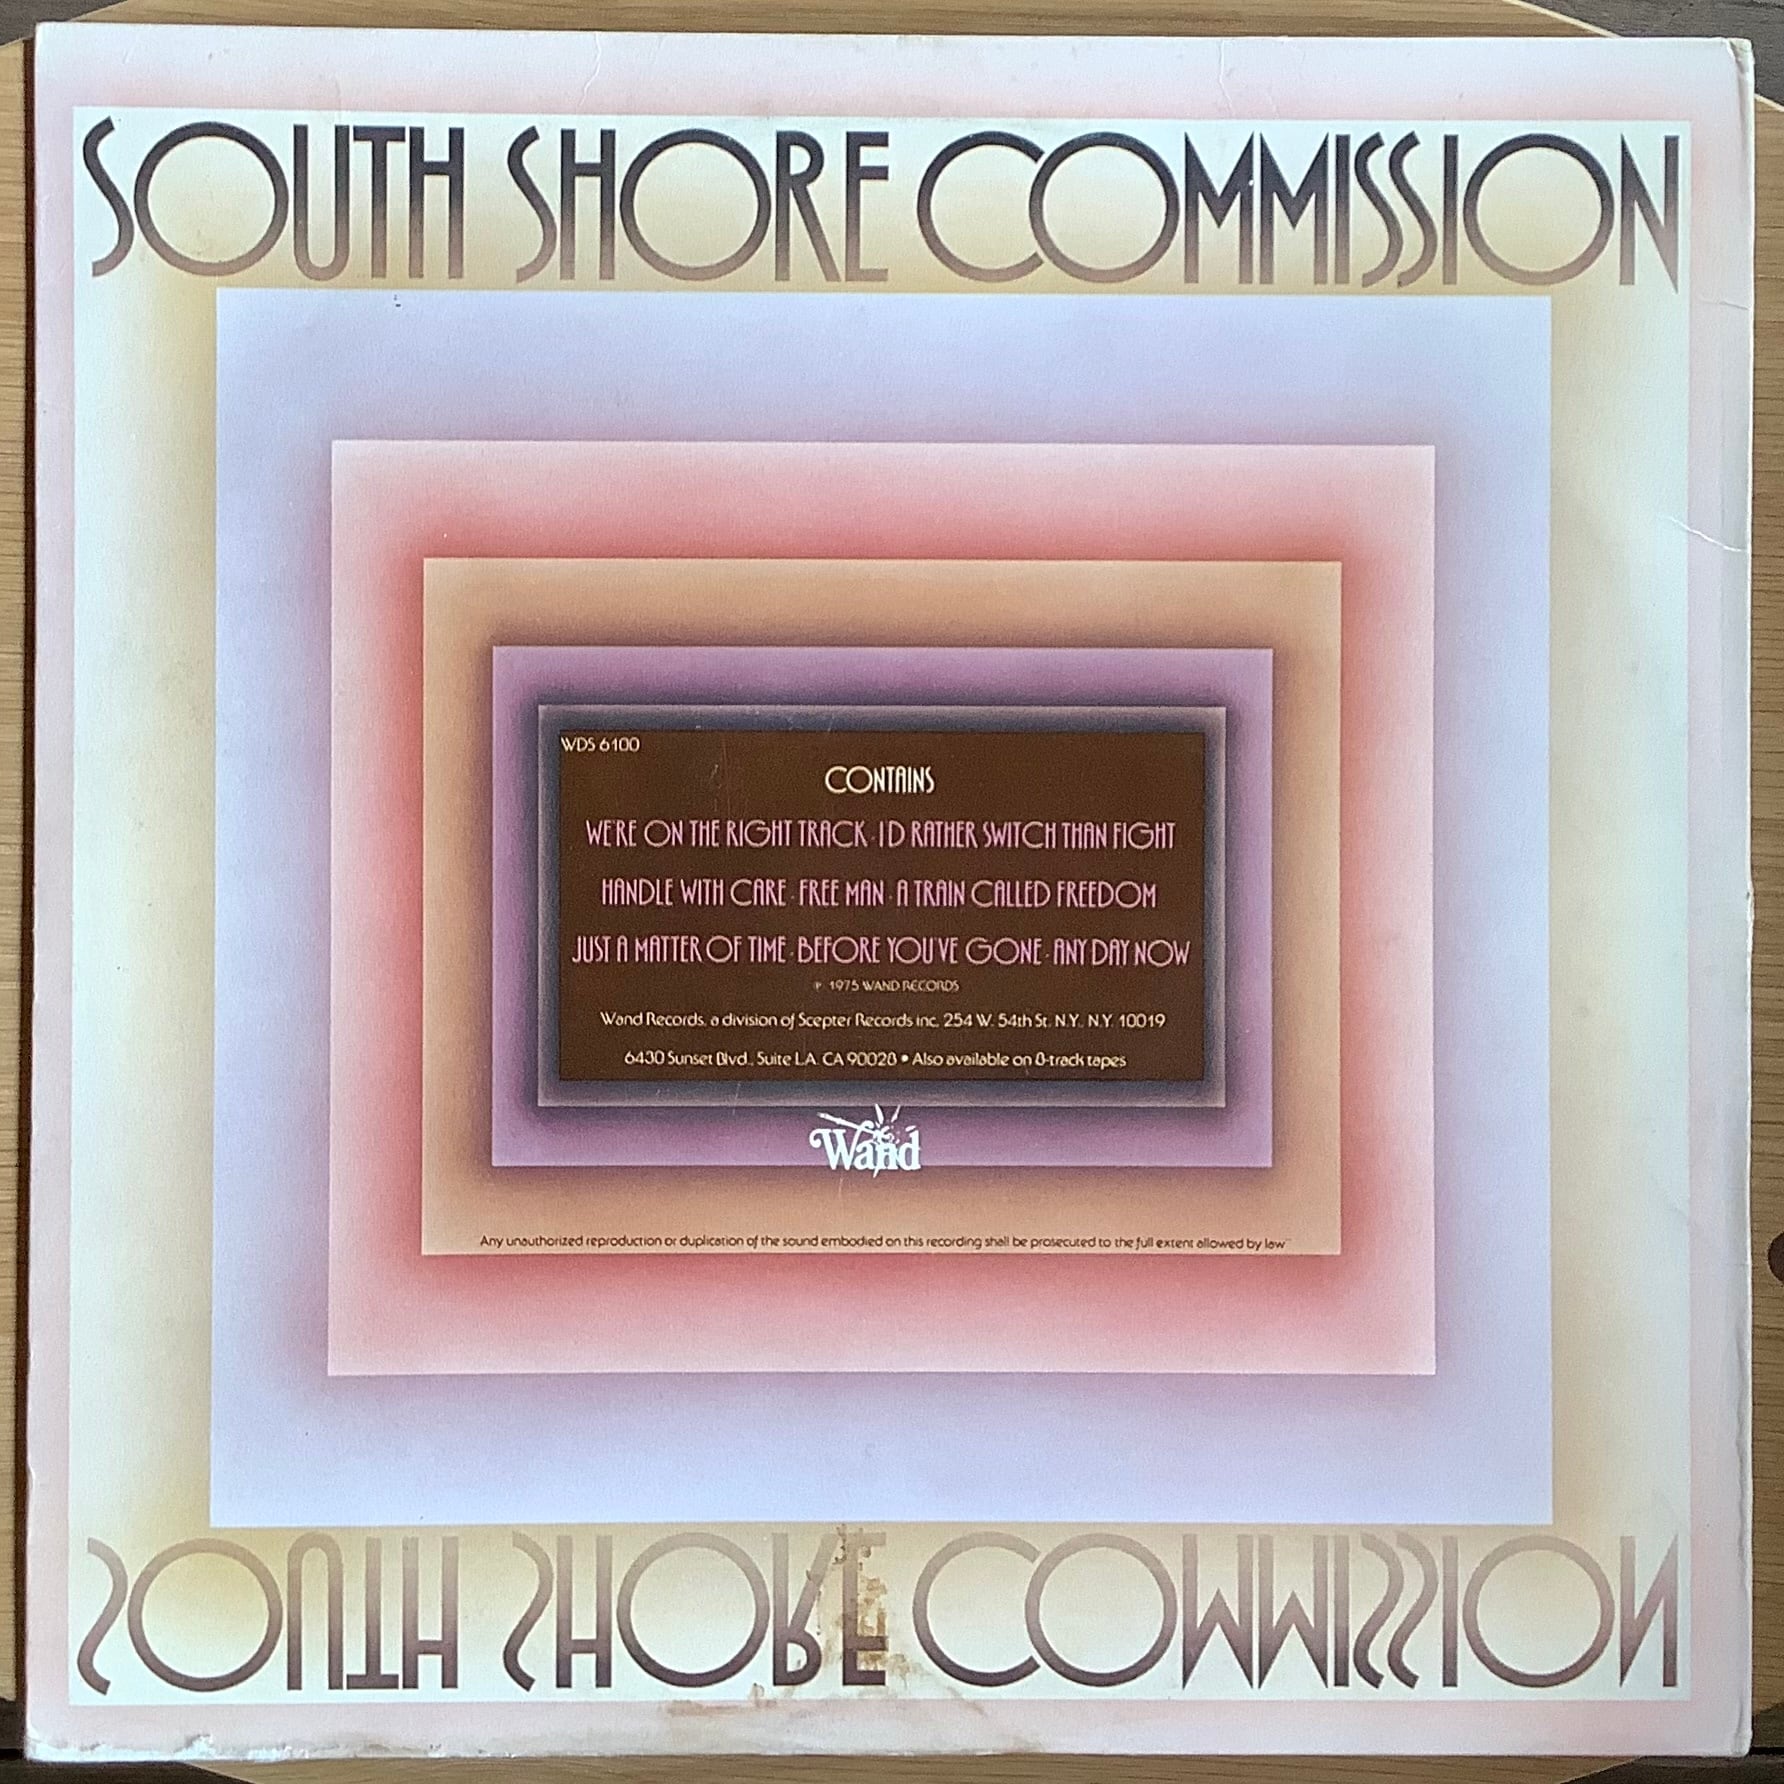 SOUTH SHORE COMMISSION
WDS 6100
CONTAINS
WE'RE ON THE RIGHT TRACK · I'D RATHER SWITCH THAN FIGHT
HANDLE WITH CARE · FREE MAN · A TRAIN CALLED FREEDOM
JUST A MATTER OF TIME · BEFORE YOU'VE GONE · ANY DAY NOW
℗ 1975 WAND RECORDS
Wand Records, a division of Scepter Records inc. 254 W. 54th St. N.Y., N.Y. 10019
6430 Sunset Blvd., Suite L.A. CA 90028 • Also available on 8-track tapes
Wand
Any unauthorized reproduction or duplication of the sound embodied on this recording shall be prosecuted to the full extent allowed by law
SOUTH SHORE COMMISSION